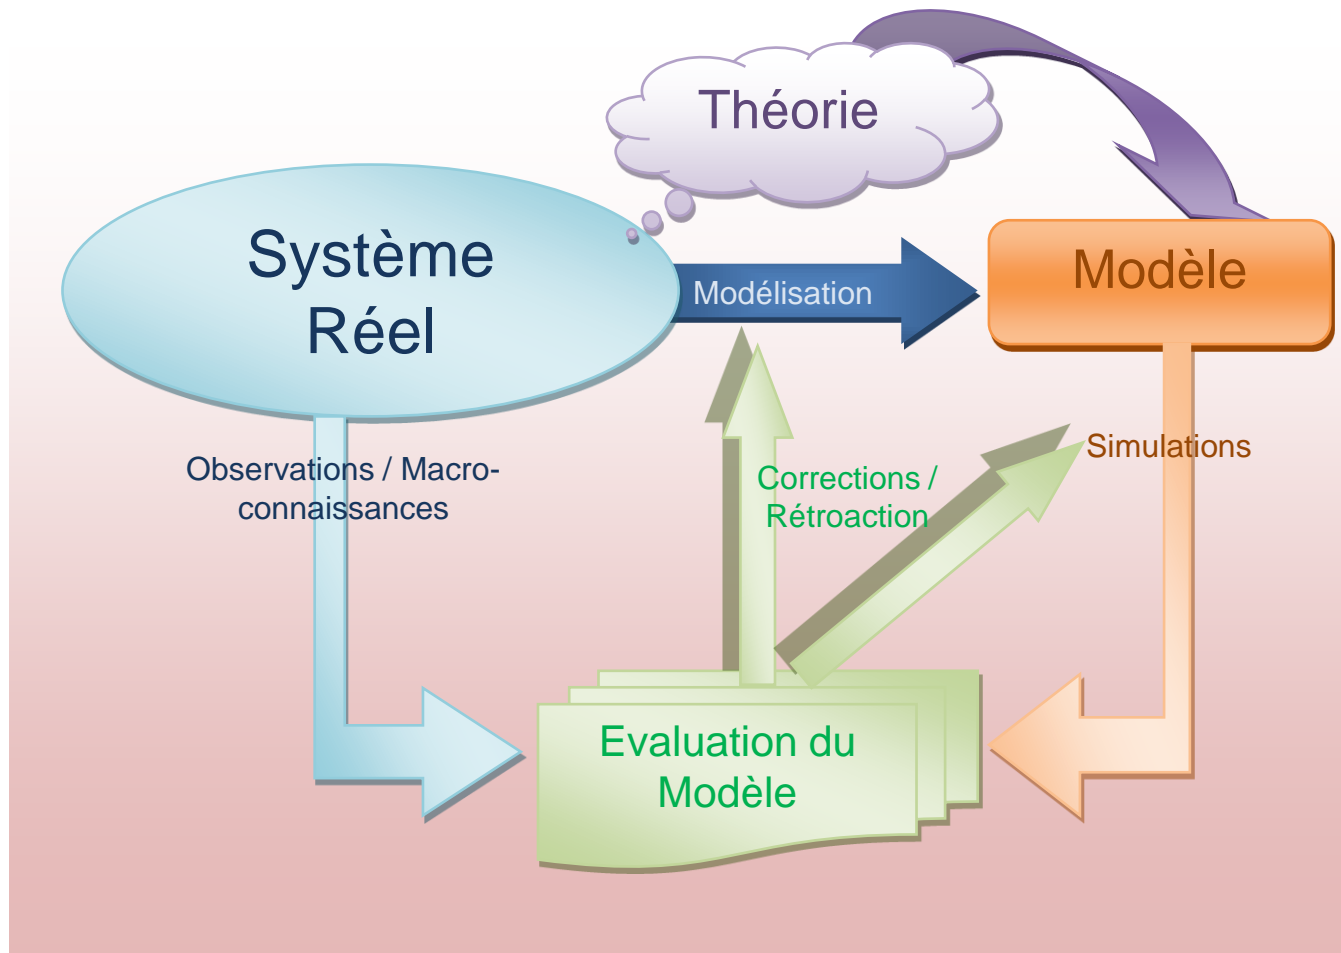 Théorie
Système
Réel
Modélisation
Modèle
Observations / Macro-
connaissances
Corrections /
Rétroaction
Simulations
Evaluation du
Modèle